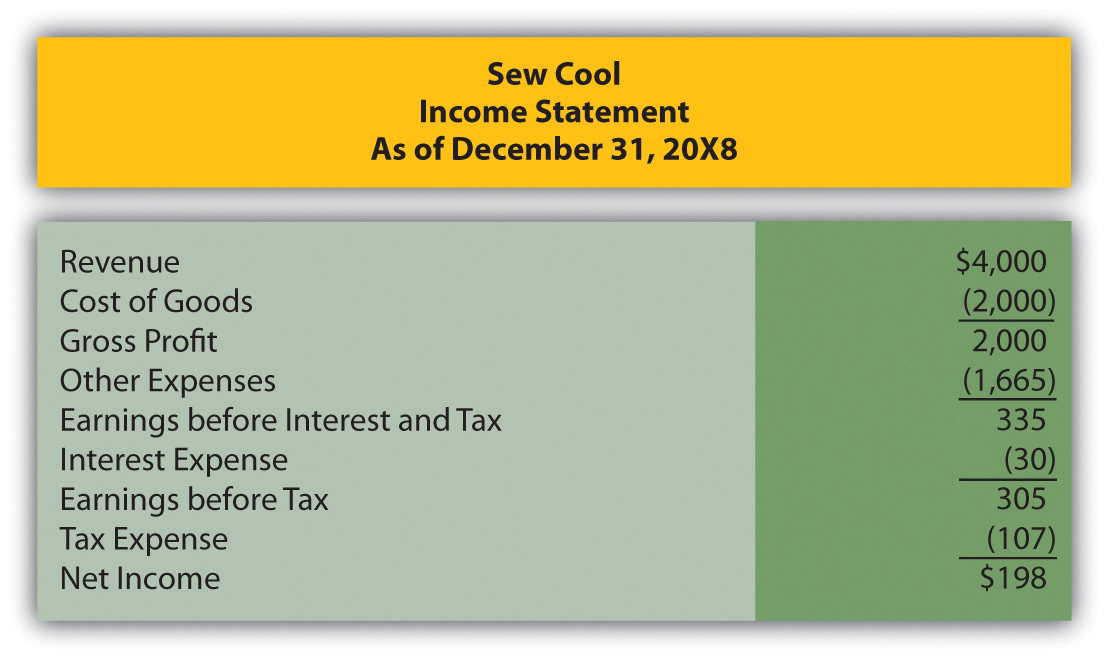 Sew Cool
Income Statement
As of December 31, 20X8
Revenue $4,000
Cost of Goods (2,000)
Gross Profit 2,000
Other Expenses (1,665)
Earnings before Interest and Tax 335
Interest Expense (30)
Earnings before Tax 305
Tax Expense (107)
Net Income $198